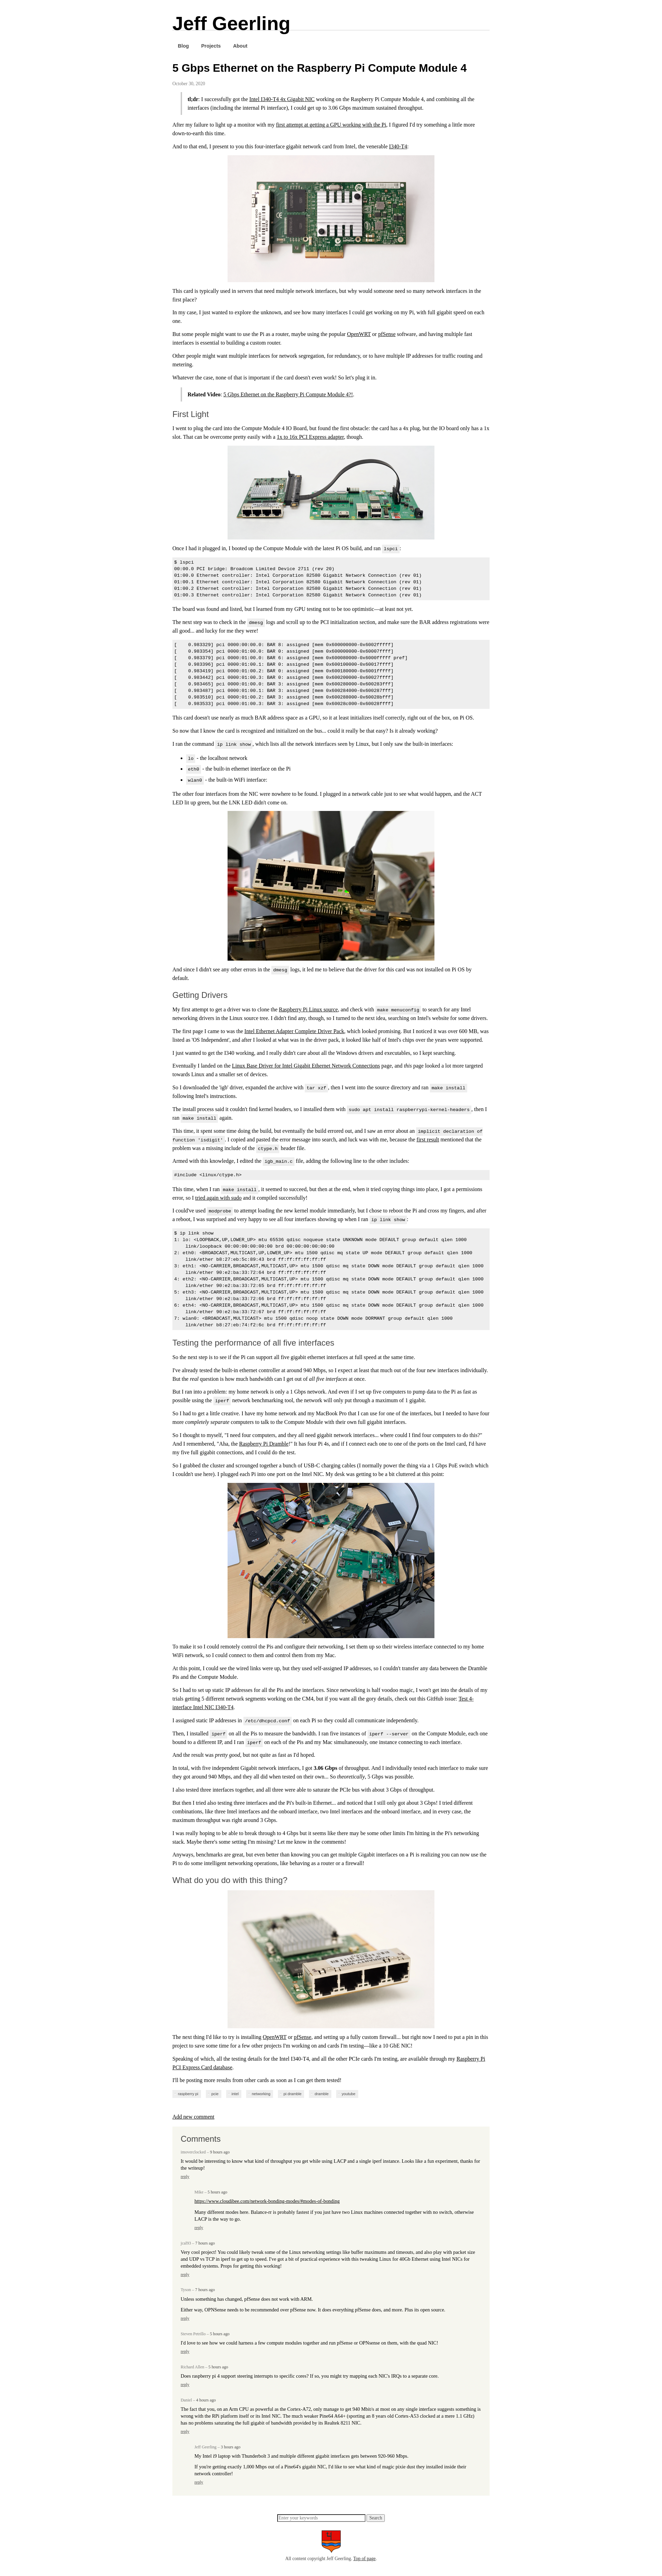 Jeff Geerling
Blog Projects About
5 Gbps Ethernet on the Raspberry Pi Compute Module 4
October 30, 2020
tl;dr: I successfully got the Intel I340-T4 4x Gigabit NIC working on the Raspberry Pi Compute Module 4, and combining all the
interfaces (including the internal Pi interface), I could get up to 3.06 Gbps maximum sustained throughput.
After my failure to light up a monitor with my first attempt at getting a GPU working with the Pi, I figured I'd try something a little more
down-to-earth this time.
And to that end, I present to you this four-interface gigabit network card from Intel, the venerable I340-T4:
This card is typically used in servers that need multiple network interfaces, but why would someone need so many network interfaces in the
first place?
In my case, I just wanted to explore the unknown, and see how many interfaces I could get working on my Pi, with full gigabit speed on each
one.
But some people might want to use the Pi as a router, maybe using the popular OpenWRT or pfSense software, and having multiple fast
interfaces is essential to building a custom router.
Other people might want multiple interfaces for network segregation, for redundancy, or to have multiple IP addresses for traffic routing and
metering.
Whatever the case, none of that is important if the card doesn't even work! So let's plug it in.
Related Video: 5 Gbps Ethernet on the Raspberry Pi Compute Module 4?!
First Light
I went to plug the card into the Compute Module 4 IO Board, but found the first obstacle: the card has a 4x plug, but the IO board only has a 1x
slot. That can be overcome pretty easily with a 1x to 16x PCI Express adapter, though.
Once I had it plugged in, I booted up the Compute Module with the latest Pi OS build, and ran lspci:
$ lspci
00:00.0 PCI bridge: Broadcom Limited Device 2711 (rev 20)
01:00.0 Ethernet controller: Intel Corporation 82580 Gigabit Network Connection (rev 01)
01:00.1 Ethernet controller: Intel Corporation 82580 Gigabit Network Connection (rev 01)
01:00.2 Ethernet controller: Intel Corporation 82580 Gigabit Network Connection (rev 01)
01:00.3 Ethernet controller: Intel Corporation 82580 Gigabit Network Connection (rev 01)
The board was found and listed, but I learned from my GPU testing not to be too optimistic—at least not yet.
The next step was to check in the dmesg logs and scroll up to the PCI initialization section, and make sure the BAR address registrations were
all good... and lucky for me they were!
[    0.983329] pci 0000:00:00.0: BAR 8: assigned [mem 0x600000000-0x6002fffff]
[    0.983354] pci 0000:01:00.0: BAR 0: assigned [mem 0x600000000-0x60007ffff]
[    0.983379] pci 0000:01:00.0: BAR 6: assigned [mem 0x600080000-0x6000fffff pref]
[    0.983396] pci 0000:01:00.1: BAR 0: assigned [mem 0x600100000-0x60017ffff]
[    0.983419] pci 0000:01:00.2: BAR 0: assigned [mem 0x600180000-0x6001fffff]
[    0.983442] pci 0000:01:00.3: BAR 0: assigned [mem 0x600200000-0x60027ffff]
[    0.983465] pci 0000:01:00.0: BAR 3: assigned [mem 0x600280000-0x600283fff]
[    0.983487] pci 0000:01:00.1: BAR 3: assigned [mem 0x600284000-0x600287fff]
[    0.983510] pci 0000:01:00.2: BAR 3: assigned [mem 0x600288000-0x60028bfff]
[    0.983533] pci 0000:01:00.3: BAR 3: assigned [mem 0x60028c000-0x60028ffff]
This card doesn't use nearly as much BAR address space as a GPU, so it at least initializes itself correctly, right out of the box, on Pi OS.
So now that I know the card is recognized and initialized on the bus... could it really be that easy? Is it already working?
I ran the command ip link show, which lists all the network interfaces seen by Linux, but I only saw the built-in interfaces:
lo - the localhost network
eth0 - the built-in ethernet interface on the Pi
wlan0 - the built-in WiFi interface:
The other four interfaces from the NIC were nowhere to be found. I plugged in a network cable just to see what would happen, and the ACT
LED lit up green, but the LNK LED didn't come on.
And since I didn't see any other errors in the dmesg logs, it led me to believe that the driver for this card was not installed on Pi OS by
default.
Getting Drivers
My first attempt to get a driver was to clone the Raspberry Pi Linux source, and check with make menuconfig to search for any Intel
networking drivers in the Linux source tree. I didn't find any, though, so I turned to the next idea, searching on Intel's website for some drivers.
The first page I came to was the Intel Ethernet Adapter Complete Driver Pack, which looked promising. But I noticed it was over 600 MB, was
listed as 'OS Independent', and after I looked at what was in the driver pack, it looked like half of Intel's chips over the years were supported.
I just wanted to get the I340 working, and I really didn't care about all the Windows drivers and executables, so I kept searching.
Eventually I landed on the Linux Base Driver for Intel Gigabit Ethernet Network Connections page, and this page looked a lot more targeted
towards Linux and a smaller set of devices.
So I downloaded the 'igb' driver, expanded the archive with tar xzf, then I went into the source directory and ran make install
following Intel's instructions.
The install process said it couldn't find kernel headers, so I installed them with sudo apt install raspberrypi-kernel-headers, then I
ran make install again.
This time, it spent some time doing the build, but eventually the build errored out, and I saw an error about an implicit declaration of
function 'isdigit'. I copied and pasted the error message into search, and luck was with me, because the first result mentioned that the
problem was a missing include of the ctype.h header file.
Armed with this knowledge, I edited the igb_main.c file, adding the following line to the other includes:
#include <linux/ctype.h>
This time, when I ran make install, it seemed to succeed, but then at the end, when it tried copying things into place, I got a permissions
error, so I tried again with sudo and it compiled successfully!
I could've used modprobe to attempt loading the new kernel module immediately, but I chose to reboot the Pi and cross my fingers, and after
a reboot, I was surprised and very happy to see all four interfaces showing up when I ran ip link show:
$ ip link show
1: lo: <LOOPBACK,UP,LOWER_UP> mtu 65536 qdisc noqueue state UNKNOWN mode DEFAULT group default qlen 1000
    link/loopback 00:00:00:00:00:00 brd 00:00:00:00:00:00
2: eth0: <BROADCAST,MULTICAST,UP,LOWER_UP> mtu 1500 qdisc mq state UP mode DEFAULT group default qlen 1000
    link/ether b8:27:eb:5c:89:43 brd ff:ff:ff:ff:ff:ff
3: eth1: <NO-CARRIER,BROADCAST,MULTICAST,UP> mtu 1500 qdisc mq state DOWN mode DEFAULT group default qlen 1000
    link/ether 90:e2:ba:33:72:64 brd ff:ff:ff:ff:ff:ff
4: eth2: <NO-CARRIER,BROADCAST,MULTICAST,UP> mtu 1500 qdisc mq state DOWN mode DEFAULT group default qlen 1000
    link/ether 90:e2:ba:33:72:65 brd ff:ff:ff:ff:ff:ff
5: eth3: <NO-CARRIER,BROADCAST,MULTICAST,UP> mtu 1500 qdisc mq state DOWN mode DEFAULT group default qlen 1000
    link/ether 90:e2:ba:33:72:66 brd ff:ff:ff:ff:ff:ff
6: eth4: <NO-CARRIER,BROADCAST,MULTICAST,UP> mtu 1500 qdisc mq state DOWN mode DEFAULT group default qlen 1000
    link/ether 90:e2:ba:33:72:67 brd ff:ff:ff:ff:ff:ff
7: wlan0: <BROADCAST,MULTICAST> mtu 1500 qdisc noop state DOWN mode DORMANT group default qlen 1000
    link/ether b8:27:eb:74:f2:6c brd ff:ff:ff:ff:ff:ff
Testing the performance of all five interfaces
So the next step is to see if the Pi can support all five gigabit ethernet interfaces at full speed at the same time.
I've already tested the built-in ethernet controller at around 940 Mbps, so I expect at least that much out of the four new interfaces individually.
But the real question is how much bandwidth can I get out of all five interfaces at once.
But I ran into a problem: my home network is only a 1 Gbps network. And even if I set up five computers to pump data to the Pi as fast as
possible using the iperf network benchmarking tool, the network will only put through a maximum of 1 gigabit.
So I had to get a little creative. I have my home network and my MacBook Pro that I can use for one of the interfaces, but I needed to have four
more completely separate computers to talk to the Compute Module with their own full gigabit interfaces.
So I thought to myself, "I need four computers, and they all need gigabit network interfaces... where could I find four computers to do this?"
And I remembered, "Aha, the Raspberry Pi Dramble!" It has four Pi 4s, and if I connect each one to one of the ports on the Intel card, I'd have
my five full gigabit connections, and I could do the test.
So I grabbed the cluster and scrounged together a bunch of USB-C charging cables (I normally power the thing via a 1 Gbps PoE switch which
I couldn't use here). I plugged each Pi into one port on the Intel NIC. My desk was getting to be a bit cluttered at this point:
To make it so I could remotely control the Pis and configure their networking, I set them up so their wireless interface connected to my home
WiFi network, so I could connect to them and control them from my Mac.
At this point, I could see the wired links were up, but they used self-assigned IP addresses, so I couldn't transfer any data between the Dramble
Pis and the Compute Module.
So I had to set up static IP addresses for all the Pis and the interfaces. Since networking is half voodoo magic, I won't get into the details of my
trials getting 5 different network segments working on the CM4, but if you want all the gory details, check out this GitHub issue: Test 4-
interface Intel NIC I340-T4.
I assigned static IP addresses in /etc/dhcpcd.conf on each Pi so they could all communicate independently.
Then, I installed iperf on all the Pis to measure the bandwidth. I ran five instances of iperf --server on the Compute Module, each one
bound to a different IP, and I ran iperf on each of the Pis and my Mac simultaneously, one instance connecting to each interface.
And the result was pretty good, but not quite as fast as I'd hoped.
In total, with five independent Gigabit network interfaces, I got 3.06 Gbps of throughput. And I individually tested each interface to make sure
they got around 940 Mbps, and they all did when tested on their own... So theoretically, 5 Gbps was possible.
I also tested three interfaces together, and all three were able to saturate the PCIe bus with about 3 Gbps of throughput.
But then I tried also testing three interfaces and the Pi's built-in Ethernet... and noticed that I still only got about 3 Gbps! I tried different
combinations, like three Intel interfaces and the onboard interface, two Intel interfaces and the onboard interface, and in every case, the
maximum throughput was right around 3 Gbps.
I was really hoping to be able to break through to 4 Gbps but it seems like there may be some other limits I'm hitting in the Pi's networking
stack. Maybe there's some setting I'm missing? Let me know in the comments!
Anyways, benchmarks are great, but even better than knowing you can get multiple Gigabit interfaces on a Pi is realizing you can now use the
Pi to do some intelligent networking operations, like behaving as a router or a firewall!
What do you do with this thing?
The next thing I'd like to try is installing OpenWRT or pfSense, and setting up a fully custom firewall... but right now I need to put a pin in this
project to save some time for a few other projects I'm working on and cards I'm testing—like a 10 GbE NIC!
Speaking of which, all the testing details for the Intel I340-T4, and all the other PCIe cards I'm testing, are available through my Raspberry Pi
PCI Express Card database.
I'll be posting more results from other cards as soon as I can get them tested!
raspberry pi pcie intel networking pi dramble dramble youtube
Add new comment
Comments
– 9 hours ago
It would be interesting to know what kind of throughput you get while using LACP and a single iperf instance. Looks like a fun experiment, thanks for
the writeup!
reply
Mike – 5 hours ago
https://www.cloudibee.com/network-bonding-modes/#modes-of-bonding
Many different modes here. Balance-rr is probably fastest if you just have two Linux machines connected together with no switch, otherwise
LACP is the way to go.
reply
– 7 hours ago
Very cool project! You could likely tweak some of the Linux networking settings like buffer maximums and timeouts, and also play with packet size
and UDP vs TCP in iperf to get up to speed. I've got a bit of practical experience with this tweaking Linux for 40Gb Ethernet using Intel NICs for
embedded systems. Props for getting this working!
reply
Tyson – 7 hours ago
Unless something has changed, pfSense does not work with ARM.
Either way, OPNSense needs to be recommended over pfSense now. It does everything pfSense does, and more. Plus its open source.
reply
– 5 hours ago
I'd love to see how we could harness a few compute modules together and run pfSense or OPNsense on them, with the quad NIC!
reply
Richard Allen – 5 hours ago
Does raspberry pi 4 support steering interrupts to specific cores? If so, you might try mapping each NIC's IRQs to a separate core.
reply
Daniel – 4 hours ago
The fact that you, on an Arm CPU as powerful as the Cortex-A72, only manage to get 940 Mbit/s at most on any single interface suggests something is
wrong with the RPi platform itself or its Intel NIC. The much weaker Pine64 A64+ (sporting an 8 years old Cortex-A53 clocked at a mere 1.1 GHz)
has no problems saturating the full gigabit of bandwidth provided by its Realtek 8211 NIC.
reply
Jeff Geerling – 3 hours ago
My Intel i9 laptop with Thunderbolt 3 and multiple different gigabit interfaces gets between 920-960 Mbps.
If you're getting exactly 1,000 Mbps out of a Pine64's gigabit NIC, I'd like to see what kind of magic pixie dust they installed inside their
network controller!
reply
Enter your keywords Search
All content copyright Jeff Geerling. Top of page.